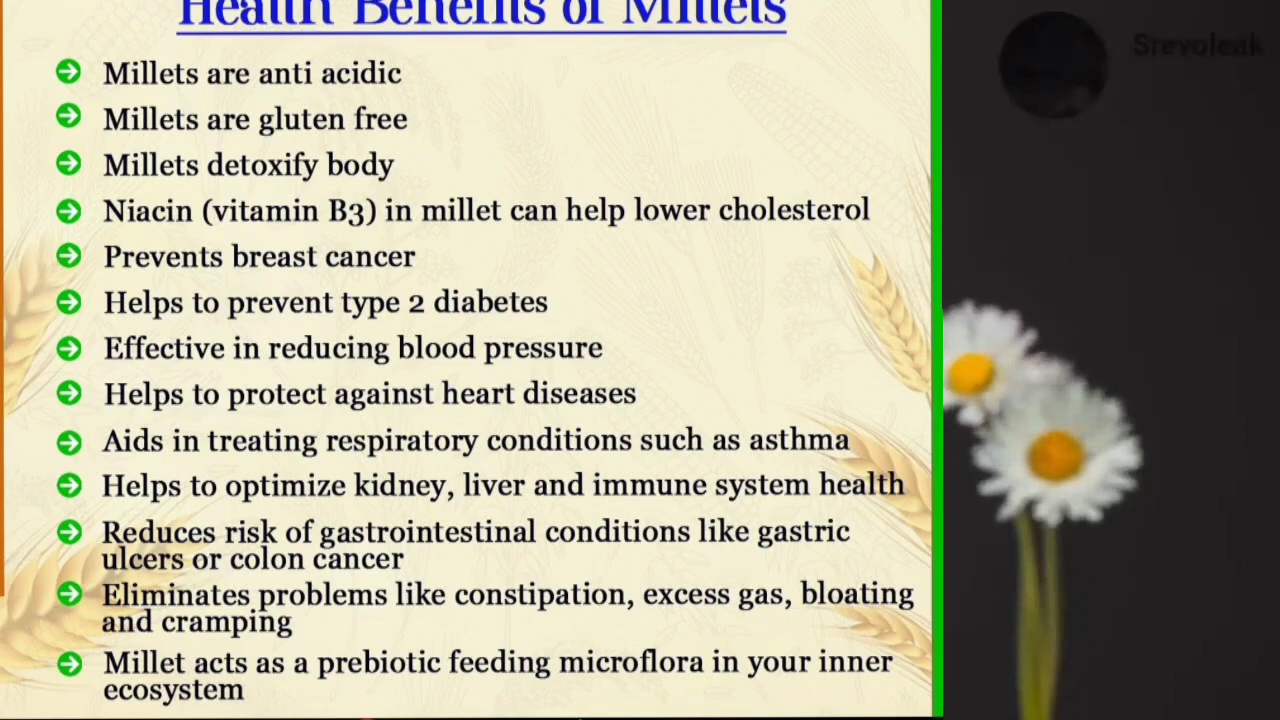 Health Benefits of Millets
Millets are anti acidic
Millets are gluten free
Millets detoxify body
Niacin (vitamin B3) in millet can help lower cholesterol
Prevents breast cancer
Helps to prevent type 2 diabetes
Effective in reducing blood pressure
Helps to protect against heart diseases
Aids in treating respiratory conditions such as asthma
Helps to optimize kidney, liver and immune system health
Reduces risk of gastrointestinal conditions like gastric
ulcers or colon cancer
Eliminates problems like constipation, excess gas, bloating
and cramping
Millet acts as a prebiotic feeding microflora in your inner
ecosystem
Srevoleak